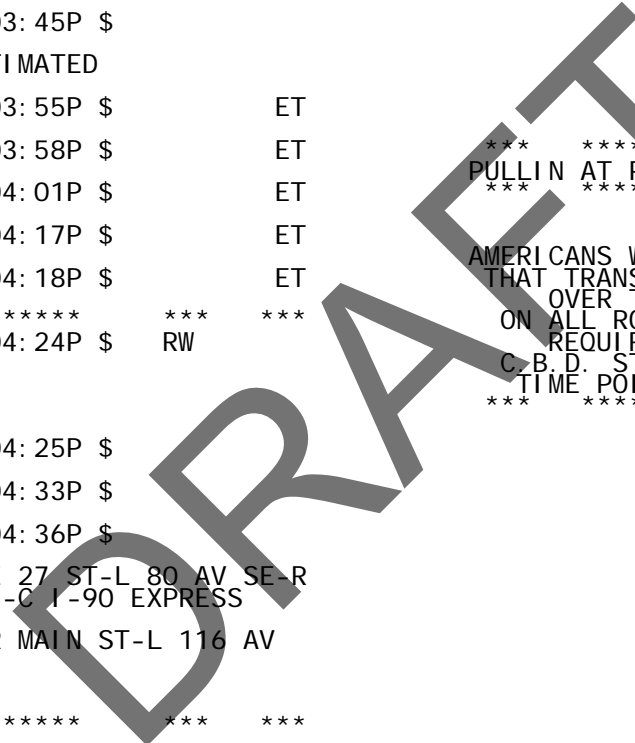 03:45P $
TIMATED
03:55P $ ET
03:58P $ ET
04:01P $ ET
04:17P $ ET
04:18P $ ET
***** *** ***
04:24P $ RW
04:25P $
04:33P $
04:36P $
27 ST-L 80 AV SE-R
-C I-90 EXPRESS
R MAIN ST-L 116 AV
***** *** ***
*** ****
PULLIN AT
*** ****
AMERICANS
THAT TRANS
OVER
ON ALL RO
REQUIR
C.B.D. ST
TIME POI
*** ****
DRAFT